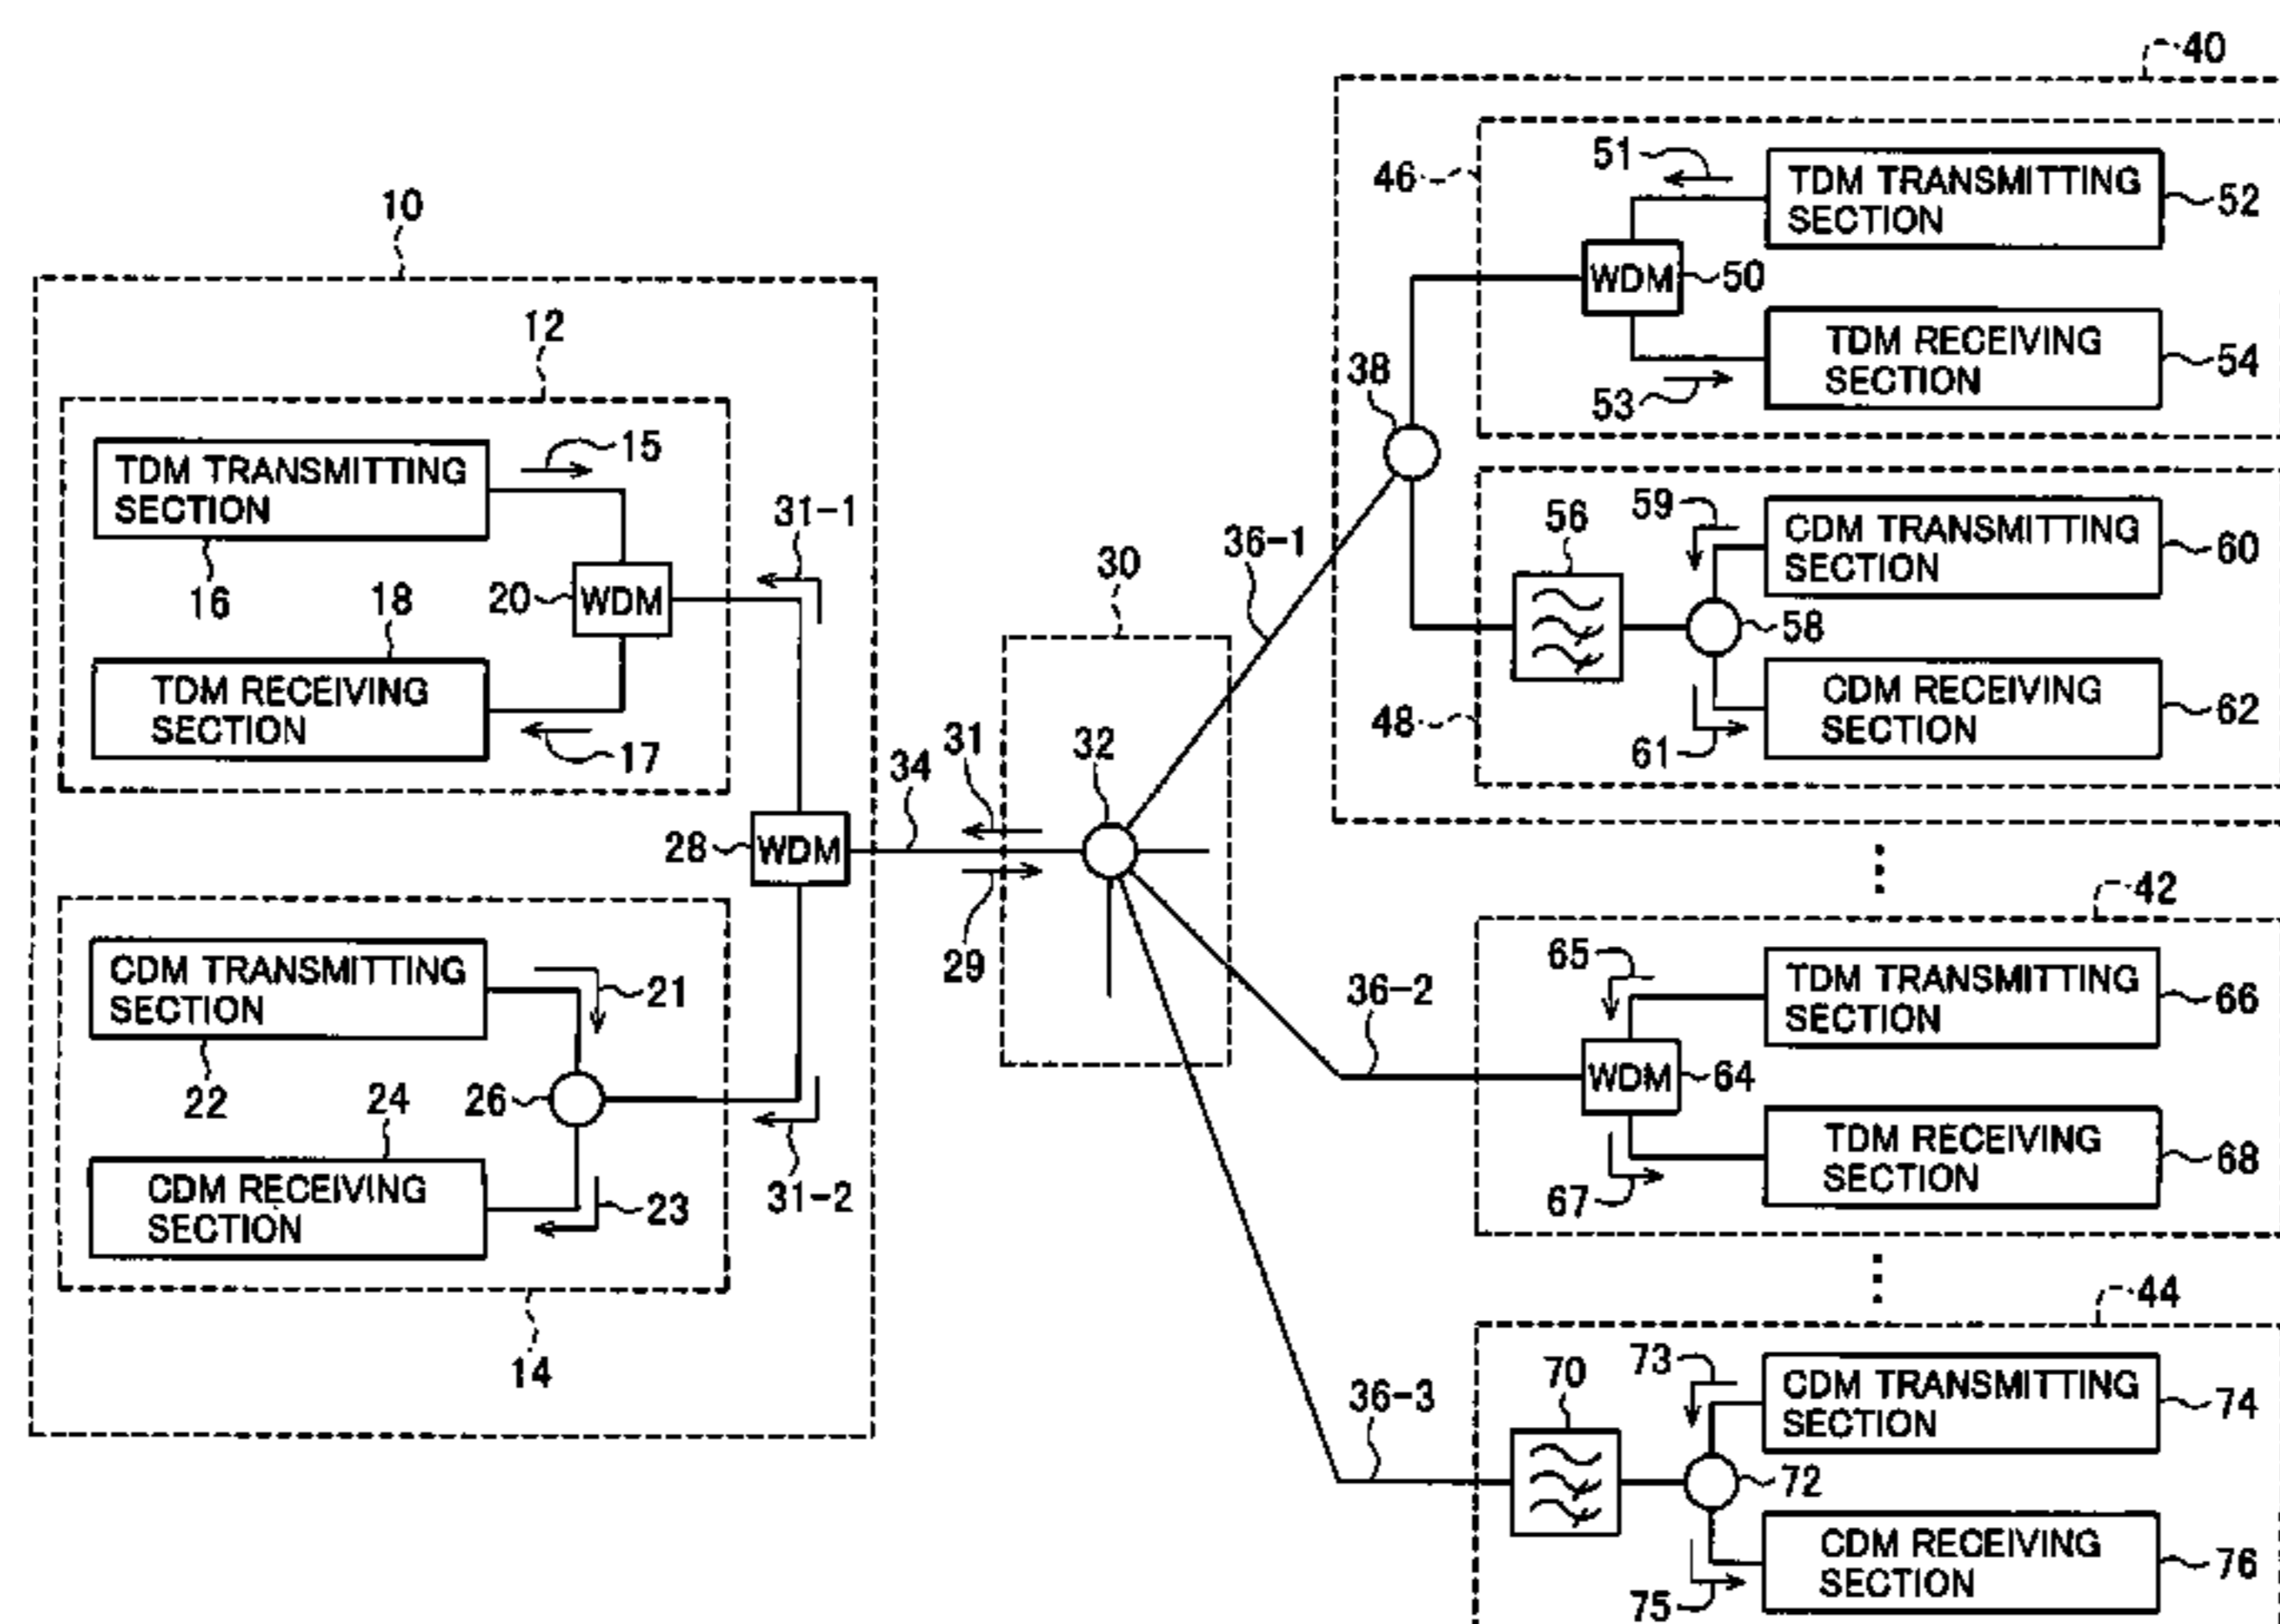 10
12
TDM TRANSMITTING
SECTION
15
16
18
20
WDM
TDM RECEIVING
SECTION
17
31-1
28
WDM
34
31
29
CDM TRANSMITTING
SECTION
21
22
24
26
CDM RECEIVING
SECTION
23
31-2
14
30
32
36-1
36-2
36-3
38
40
46
51
TDM TRANSMITTING
SECTION
52
WDM
50
TDM RECEIVING
SECTION
54
53
48
56
59
CDM TRANSMITTING
SECTION
60
58
CDM RECEIVING
SECTION
62
61
42
65
TDM TRANSMITTING
SECTION
66
WDM
64
TDM RECEIVING
SECTION
68
67
44
70
73
CDM TRANSMITTING
SECTION
74
72
CDM RECEIVING
SECTION
76
75